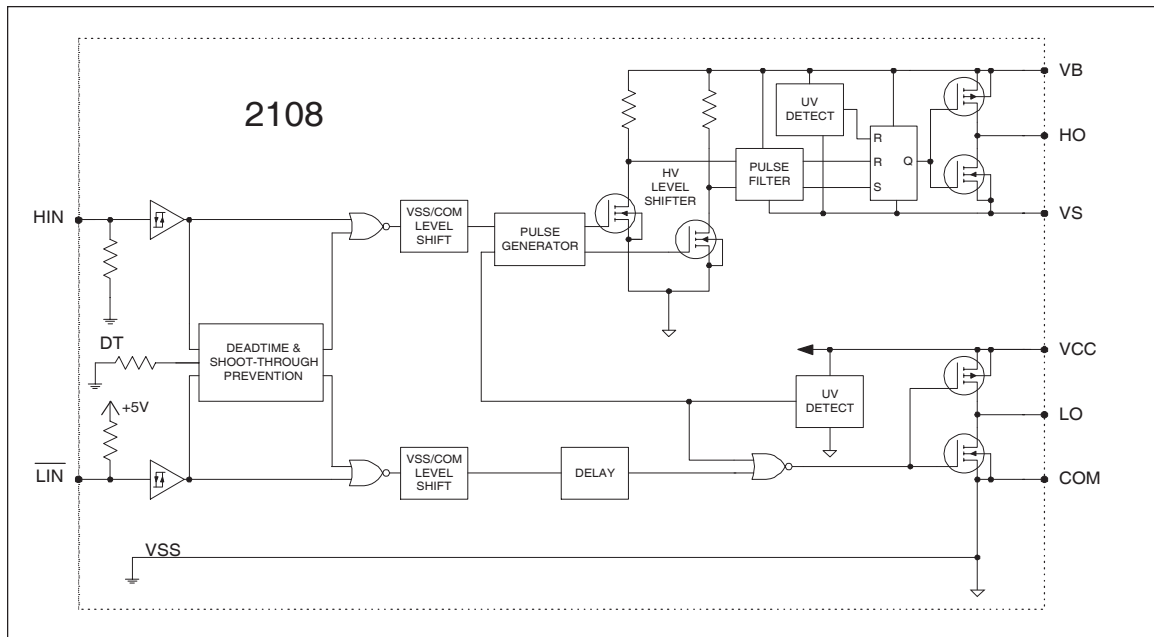 2108
VB
UV
DETECT
HO
R
R
Q
S
PULSE
FILTER
HV
LEVEL
SHIFTER
VS
HIN
VSS/COM
LEVEL
SHIFT
PULSE
GENERATOR
DT
DEADTIME &
SHOOT-THROUGH
PREVENTION
VCC
UV
DETECT
+5V
LO
LIN
VSS/COM
LEVEL
SHIFT
DELAY
COM
VSS